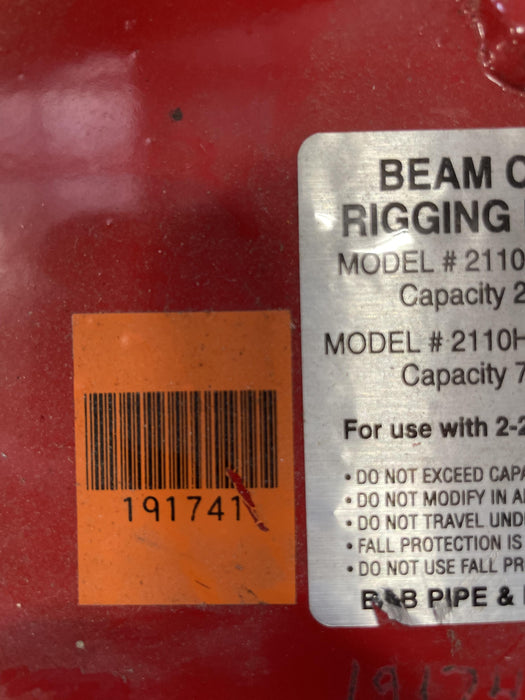 191741
BEAM C
RIGGING
MODEL # 2110
Capacity 2
MODEL # 2110H
Capacity 7
For use with 2-2
• DO NOT EXCEED CAPA
• DO NOT MODIFY IN A
• DO NOT TRAVEL UND
• FALL PROTECTION IS
• DO NOT USE FALL PR
B&B PIPE &